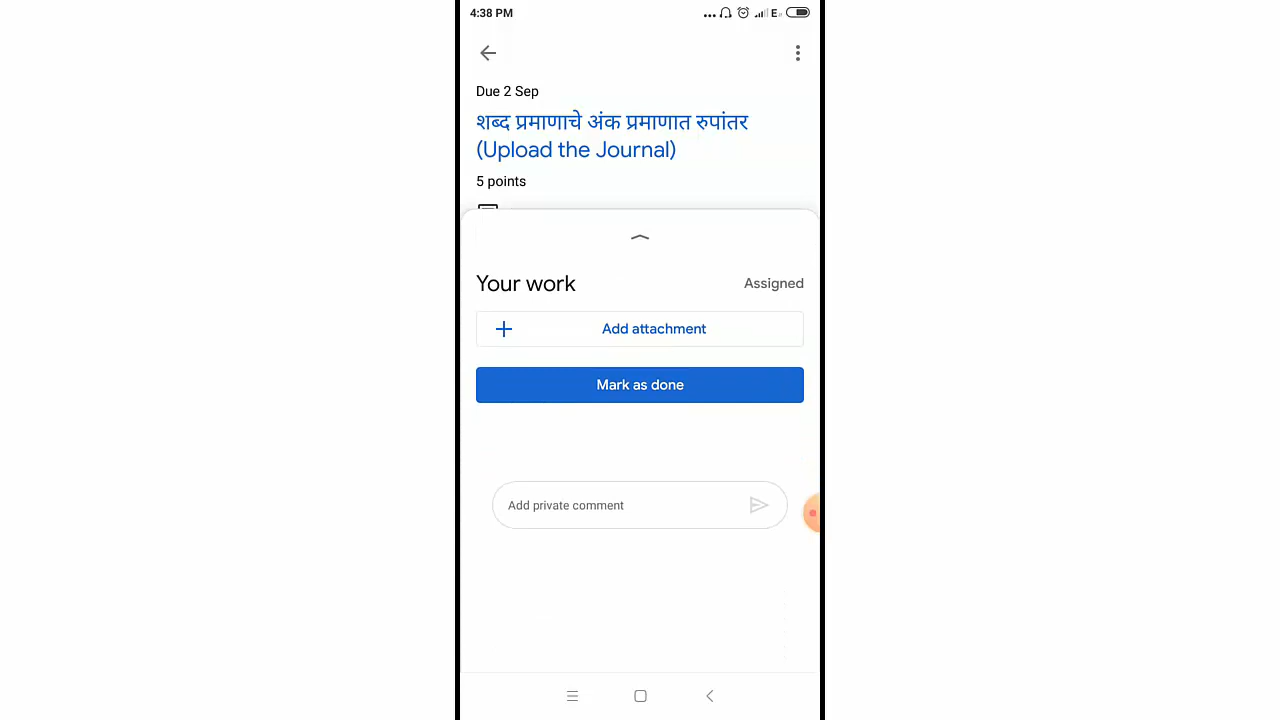 4:38 PM
Due 2 Sep
शब्द प्रमाणाचे अंक प्रमाणात रुपांतर
(Upload the Journal)
5 points
Your work
Assigned
Add attachment
Mark as done
Add private comment